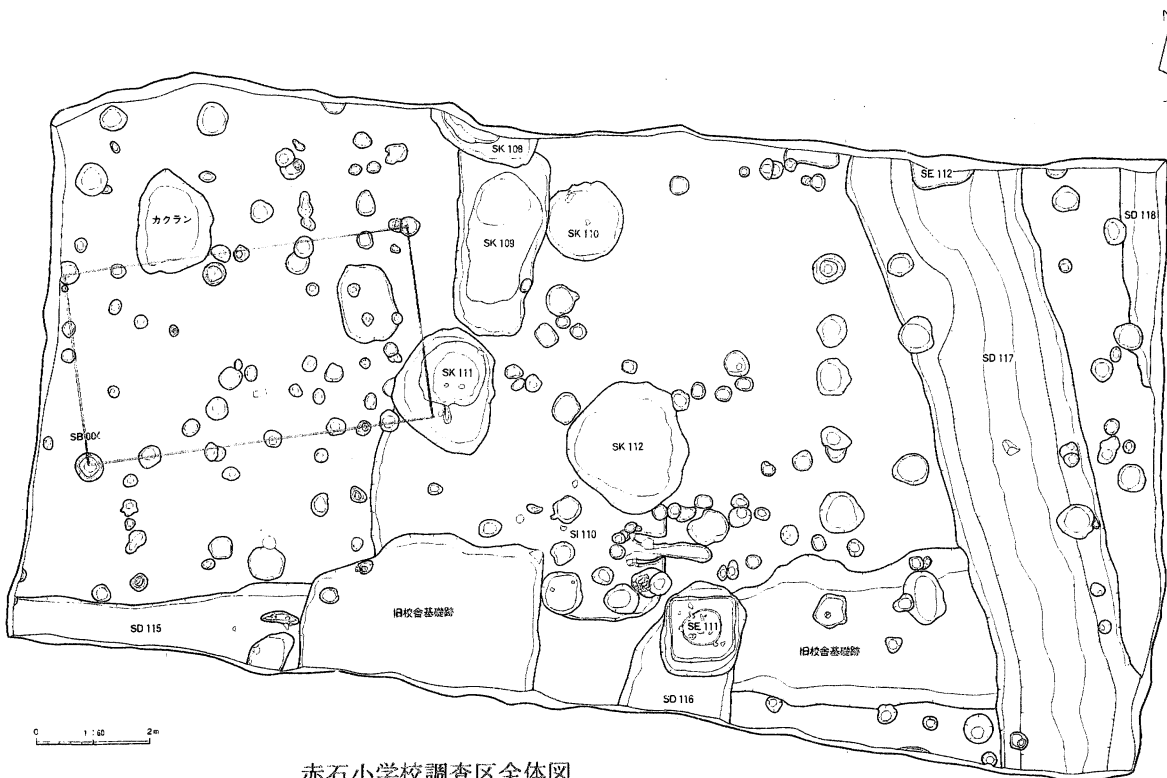 N
SK 108
SE 112
SD 118
カクラン
SK 109
SK 110
SD 117
SK 111
SB 00
SK 112
SI 110
旧校舎基礎跡
SD 115
SE 111
旧校舎基礎跡
SD 116
0 1:60 2m
赤石小学校調査区全体図